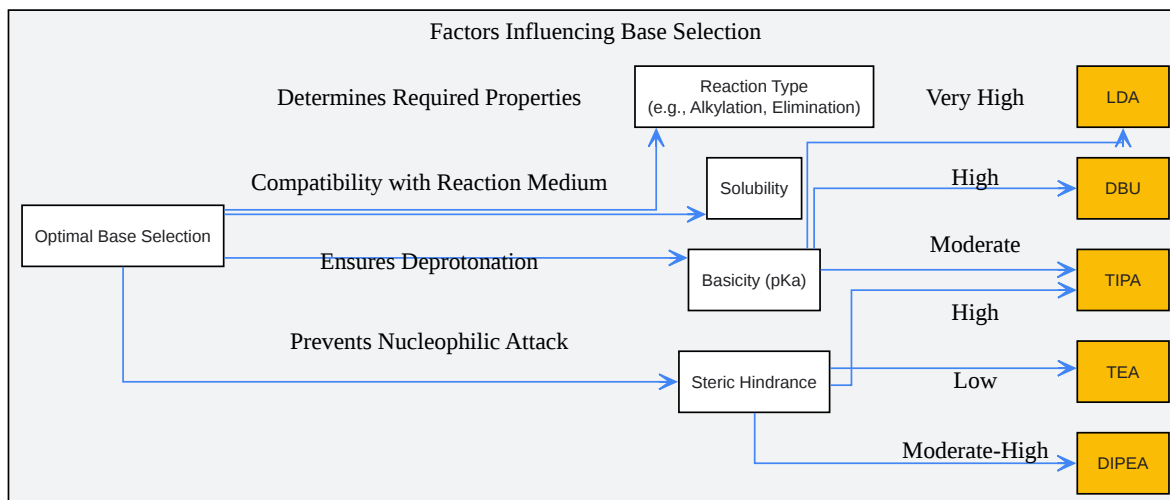 Factors Influencing Base Selection
Determines Required Properties
Reaction Type
(e.g., Alkylation, Elimination)
Very High
LDA
Compatibility with Reaction Medium
Solubility
High
DBU
Optimal Base Selection
Ensures Deprotonation
Basicity (pKa)
Moderate
TIPA
High
Prevents Nucleophilic Attack
Steric Hindrance
Low
TEA
Moderate-High
DIPEA